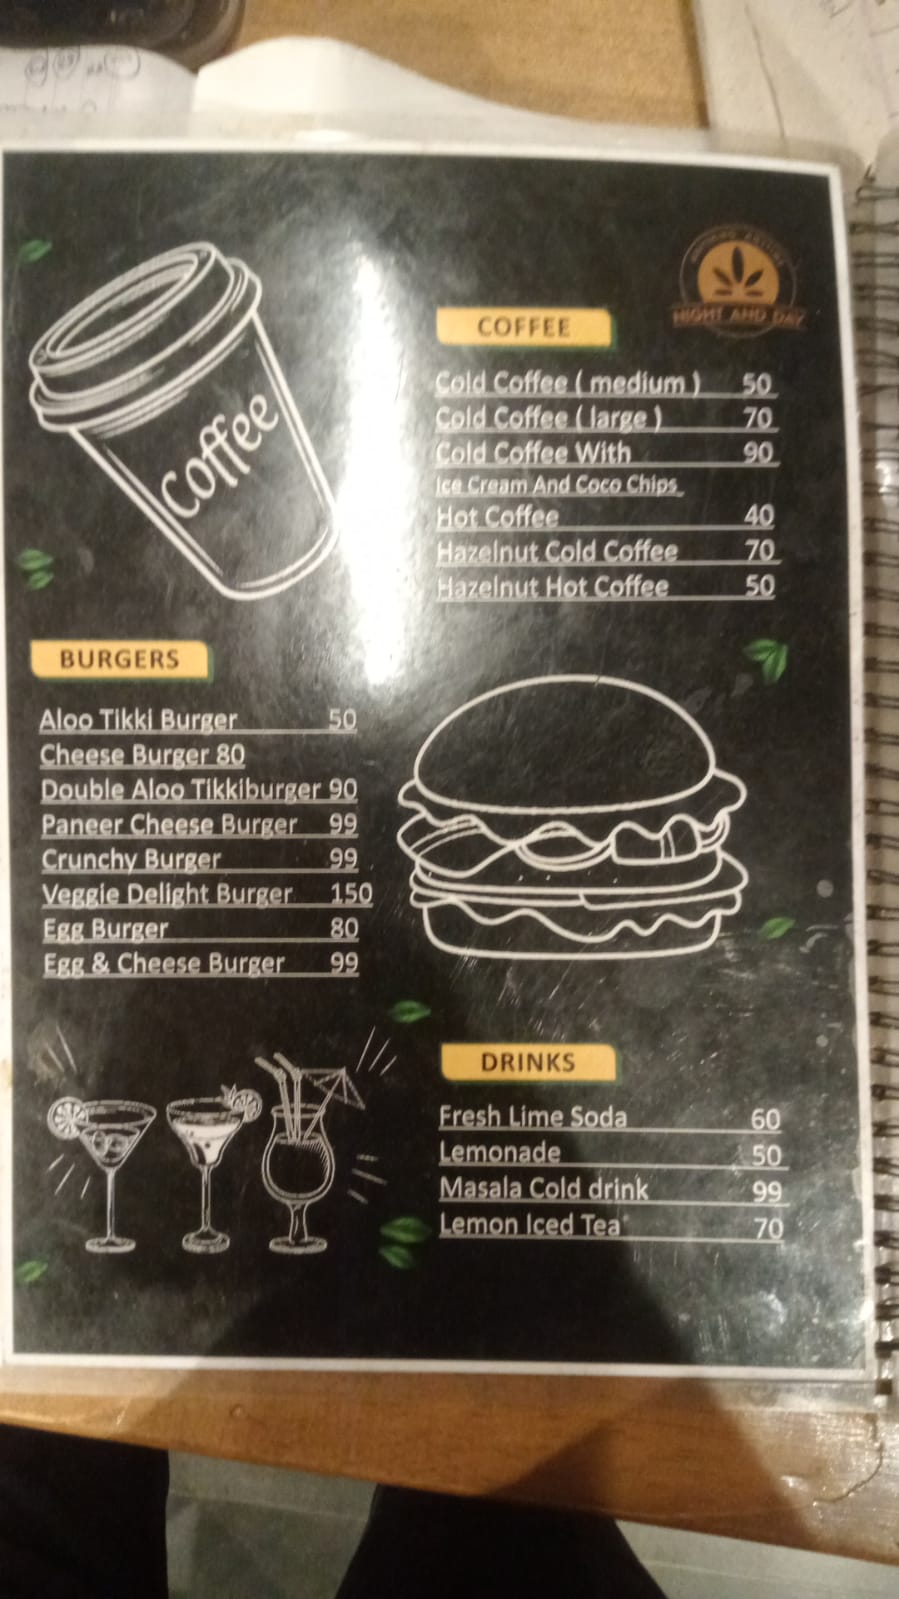 NIGHT AND DAY
Coffee
COFFEE
Cold Coffee ( medium ) 50
Cold Coffee ( large ) 70
Cold Coffee With 90
Ice Cream And Coco Chips
Hot Coffee 40
Hazelnut Cold Coffee 70
Hazelnut Hot Coffee 50
BURGERS
Aloo Tikki Burger 50
Cheese Burger 80
Double Aloo Tikkiburger 90
Paneer Cheese Burger 99
Crunchy Burger 99
Veggie Delight Burger 150
Egg Burger 80
Egg & Cheese Burger 99
DRINKS
Fresh Lime Soda 60
Lemonade 50
Masala Cold drink 99
Lemon Iced Tea 70